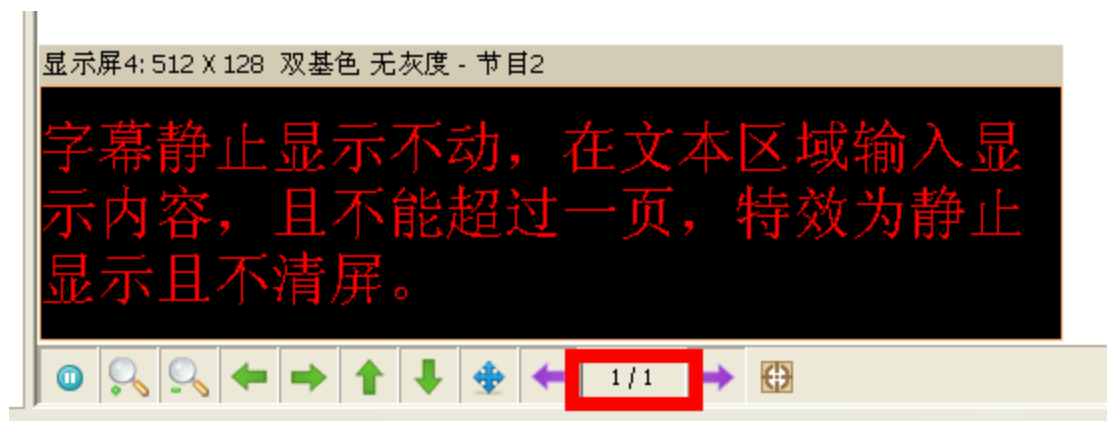 显示屏4: 512 X 128 双基色 无灰度 - 节目2
字幕静止显示不动，在文本区域输入显
示内容，且不能超过一页，特效为静止
显示且不清屏。
1 / 1